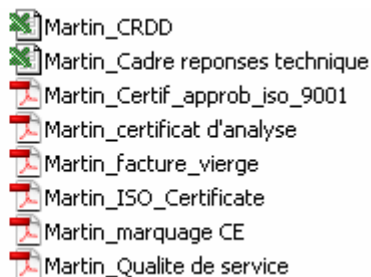 Martin_CRDD
Martin_Cadre reponses technique
Martin_Certif_approb_iso_9001
Martin_certificat d'analyse
Martin_facture_vierge
Martin_ISO_Certificate
Martin_marquage CE
Martin_Qualite de service